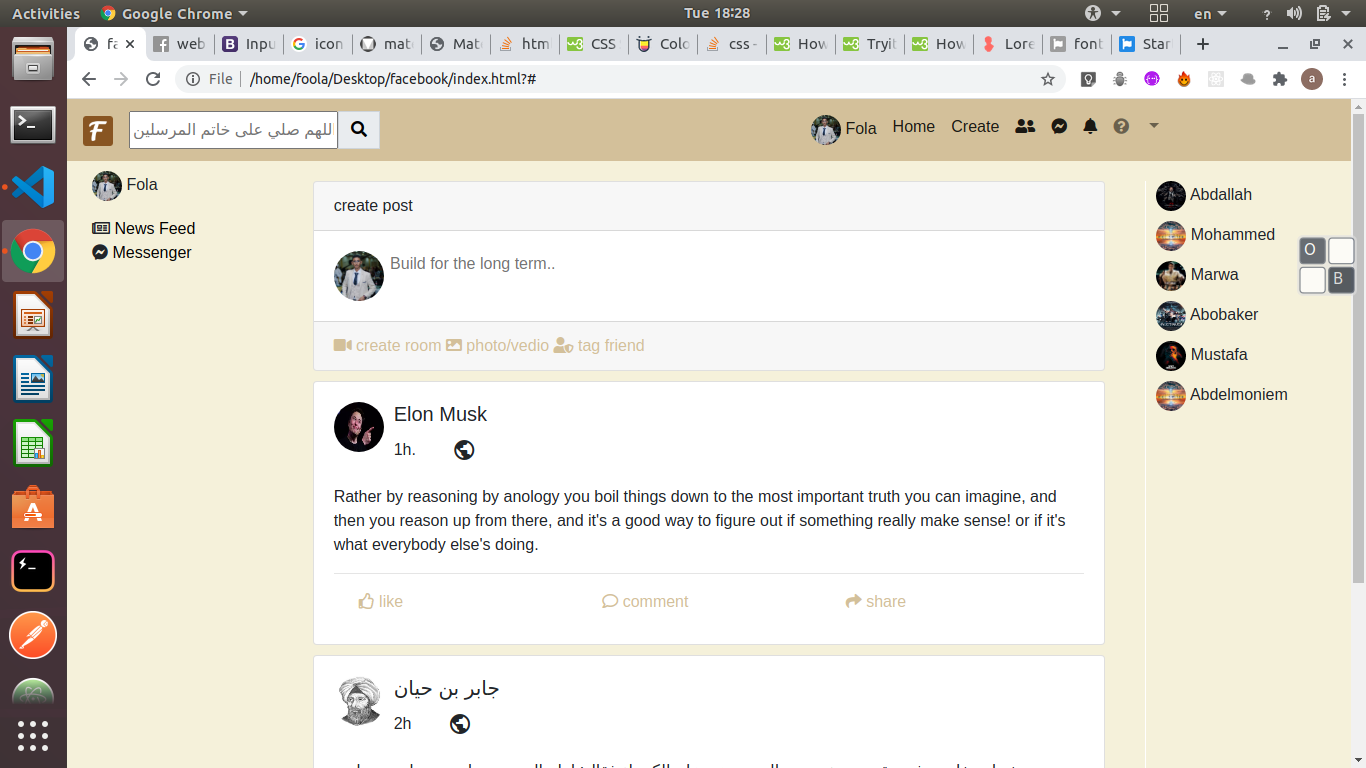 Activities
Google Chrome
Tue 18:28
en
?
fa
web
Inpu
icon
mat
Mat
html
CSS
Colo
css -
How
Tryit
How
Lore
font
Star
File
/home/foola/Desktop/facebook/index.html?#
a
F
اللهم صلي على خاتم المرسلين
Fola
Home
Create
Fola
News Feed
Messenger
create post
Build for the long term..
create room
photo/vedio
tag friend
Elon Musk
1h.
Rather by reasoning by anology you boil things down to the most important truth you can imagine, and
then you reason up from there, and it's a good way to figure out if something really make sense! or if it's
what everybody else's doing.
like
comment
share
جابر بن حيان
2h
Abdallah
Mohammed
Marwa
Abobaker
Mustafa
Abdelmoniem
O
B